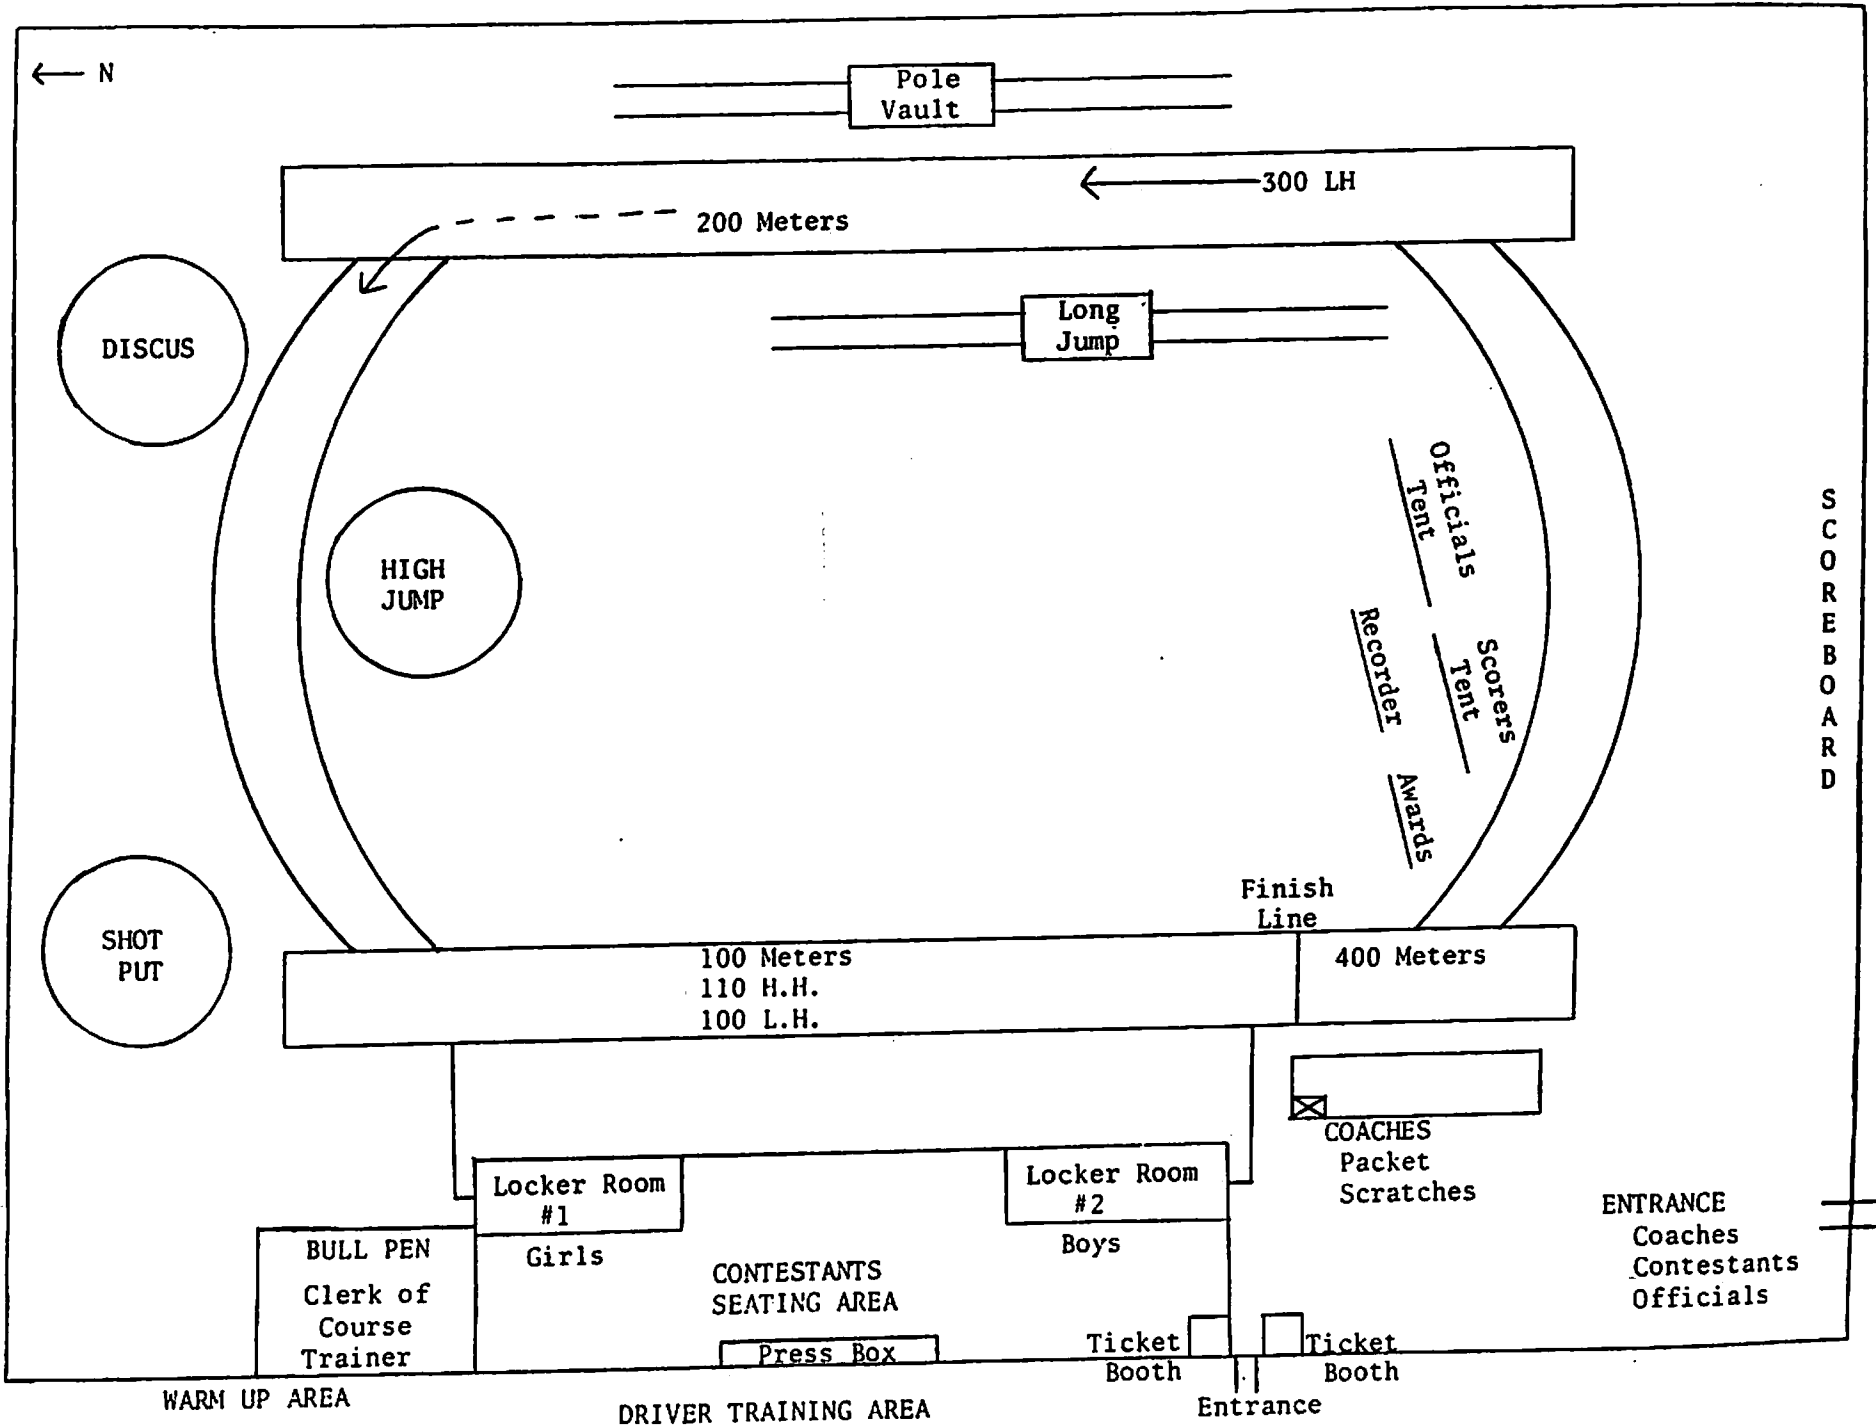 N
Pole
Vault
300 LH
200 Meters
DISCUS
Long
Jump
Officials
Tent
HIGH
JUMP
SCOREBOARD
Recorder
Scorers
Tent
Awards
Finish
Line
SHOT
PUT
100 Meters
110 H.H.
100 L.H.
400 Meters
COACHES
Packet
Scratches
Locker Room
#1
Girls
Locker Room
#2
Boys
ENTRANCE
Coaches
Contestants
Officials
BULL PEN
Clerk of
Course
Trainer
CONTESTANTS
SEATING AREA
Press Box
Ticket
Booth
Ticket
Booth
Entrance
WARM UP AREA
DRIVER TRAINING AREA